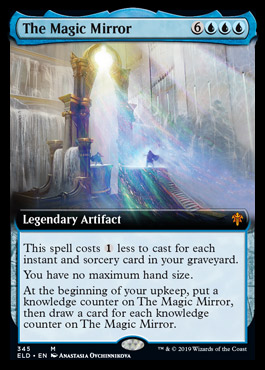 The Magic Mirror 6
Legendary Artifact
This spell costs 1 less to cast for each
instant and sorcery card in your graveyard.
You have no maximum hand size.
At the beginning of your upkeep, put a
knowledge counter on The Magic Mirror,
then draw a card for each knowledge
counter on The Magic Mirror.
345 M
ELD • EN Anastasia Ovchinnikova
™ & © 2019 Wizards of the Coast